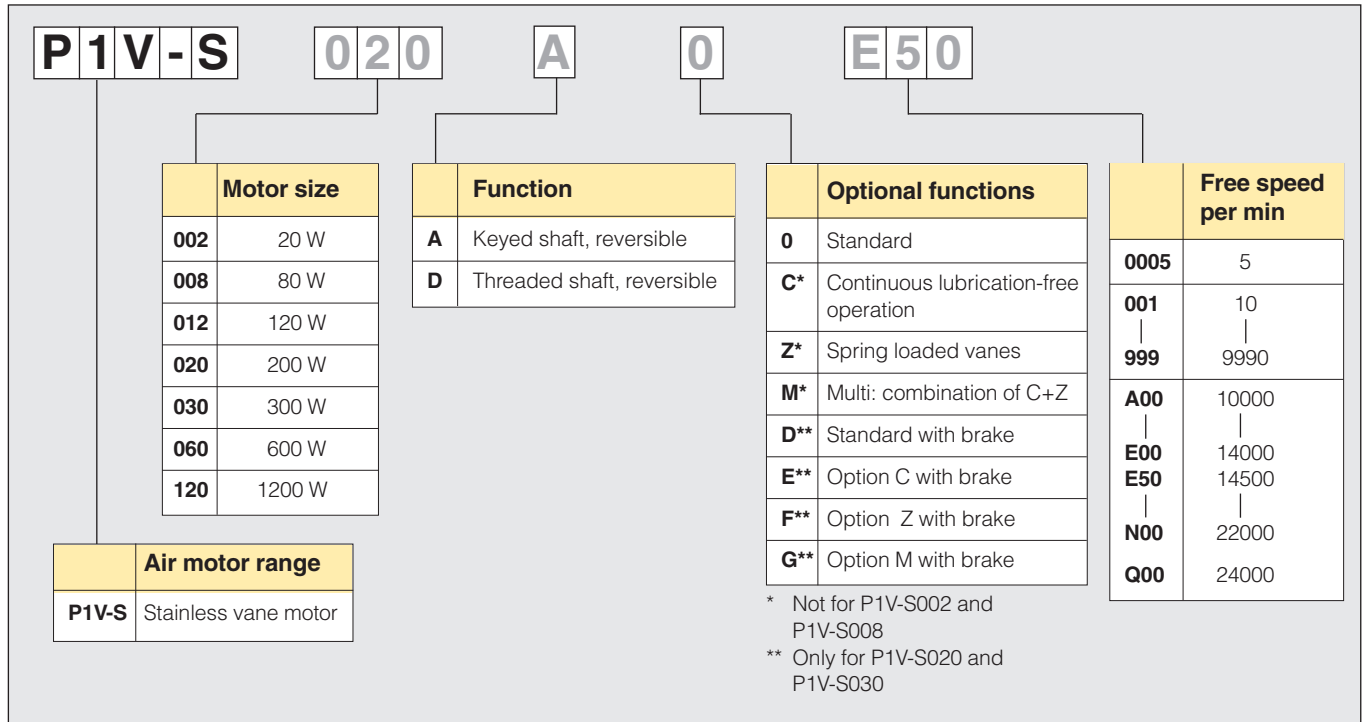 P1V-S 020 A 0 E50
Motor size
002 20 W
008 80 W
012 120 W
020 200 W
030 300 W
060 600 W
120 1200 W
Air motor range
P1V-S Stainless vane motor
Function
A Keyed shaft, reversible
D Threaded shaft, reversible
Optional functions
0 Standard
C* Continuous lubrication-free
operation
Z* Spring loaded vanes
M* Multi: combination of C+Z
D** Standard with brake
E** Option C with brake
F** Option Z with brake
G** Option M with brake
* Not for P1V-S002 and
P1V-S008
** Only for P1V-S020 and
P1V-S030
Free speed
per min
0005 5
001 10
999 9990
A00 10000
E00 14000
E50 14500
N00 22000
Q00 24000